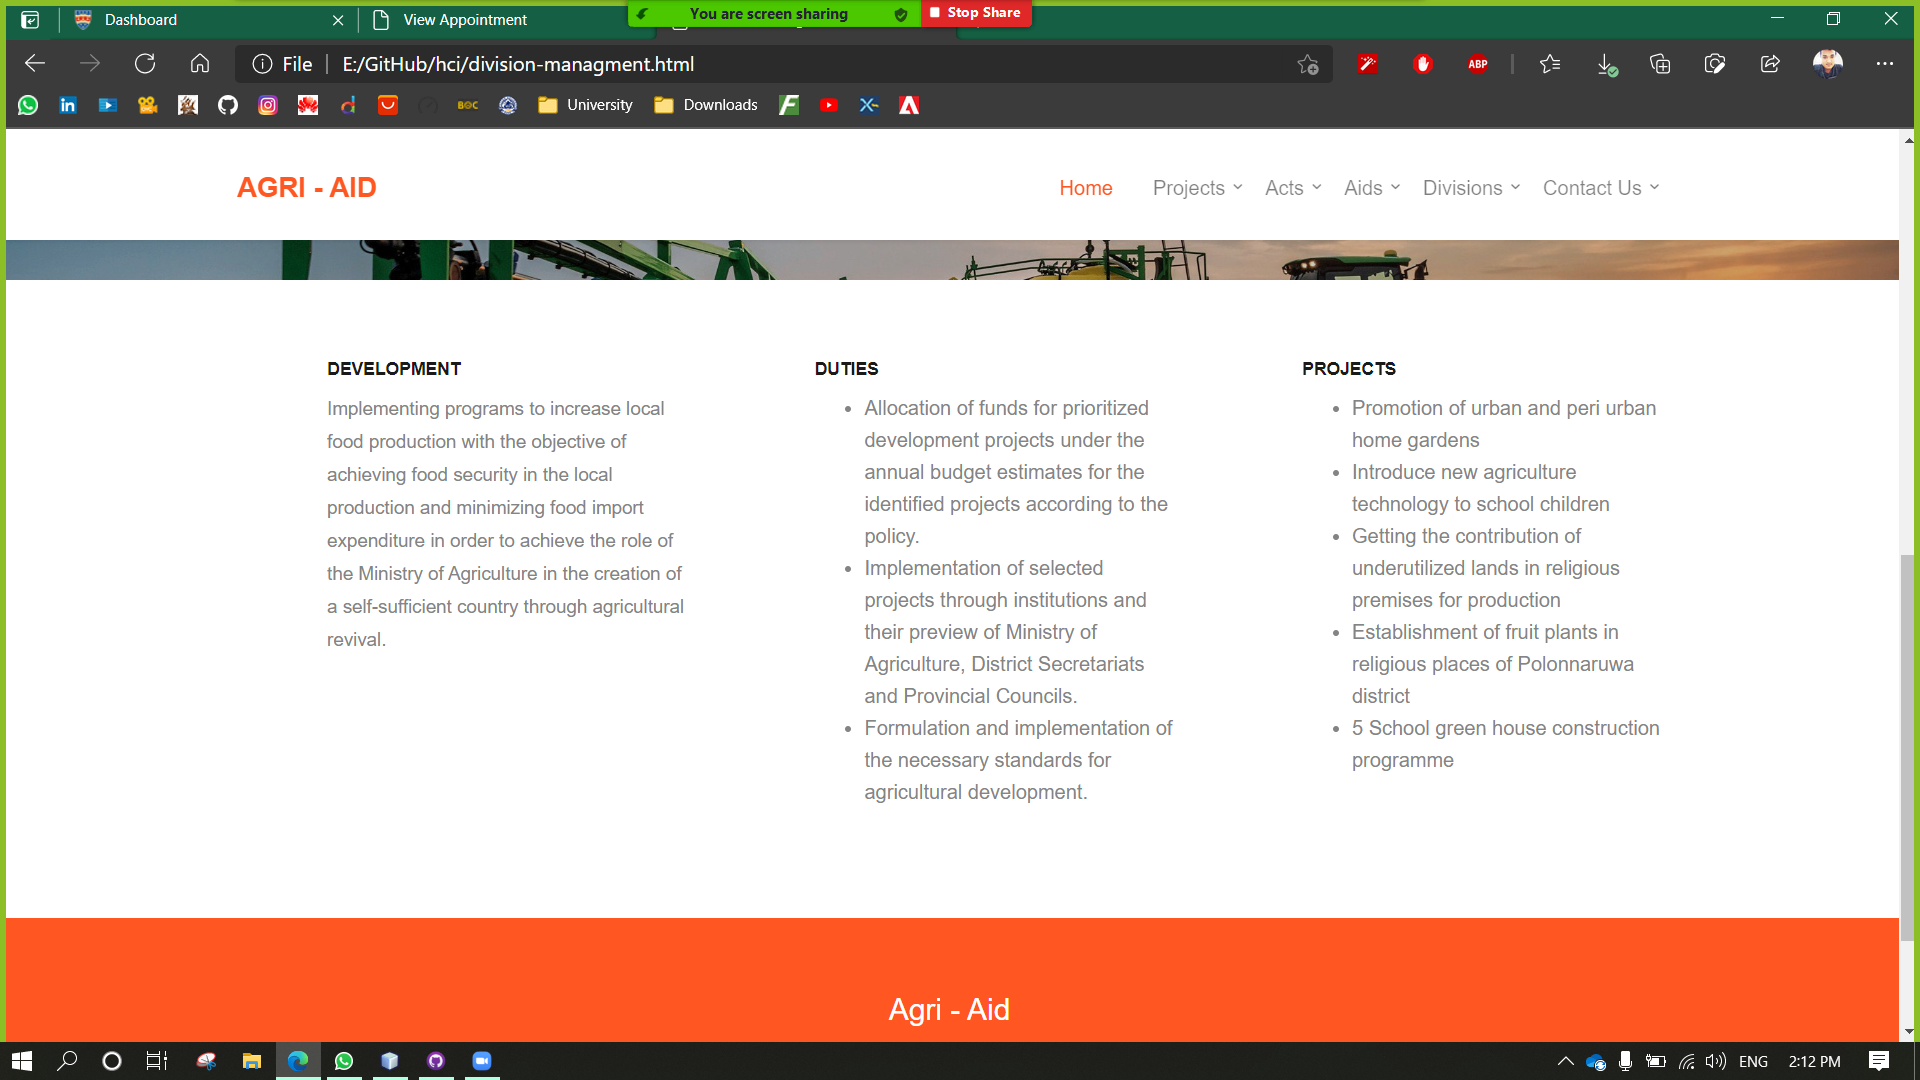 Dashboard
View Appointment
You are screen sharing
Stop Share
File
E:/GitHub/hci/division-managment.html
ABP
BOC
University
Downloads
AGRI - AID
Home
Projects
Acts
Aids
Divisions
Contact Us
DEVELOPMENT
Implementing programs to increase local
food production with the objective of
achieving food security in the local
production and minimizing food import
expenditure in order to achieve the role of
the Ministry of Agriculture in the creation of
a self-sufficient country through agricultural
revival.
DUTIES
• Allocation of funds for prioritized
development projects under the
annual budget estimates for the
identified projects according to the
policy.
• Implementation of selected
projects through institutions and
their preview of Ministry of
Agriculture, District Secretariats
and Provincial Councils.
• Formulation and implementation of
the necessary standards for
agricultural development.
PROJECTS
• Promotion of urban and peri urban
home gardens
• Introduce new agriculture
technology to school children
• Getting the contribution of
underutilized lands in religious
premises for production
• Establishment of fruit plants in
religious places of Polonnaruwa
district
• 5 School green house construction
programme
Agri - Aid
ENG
2:12 PM